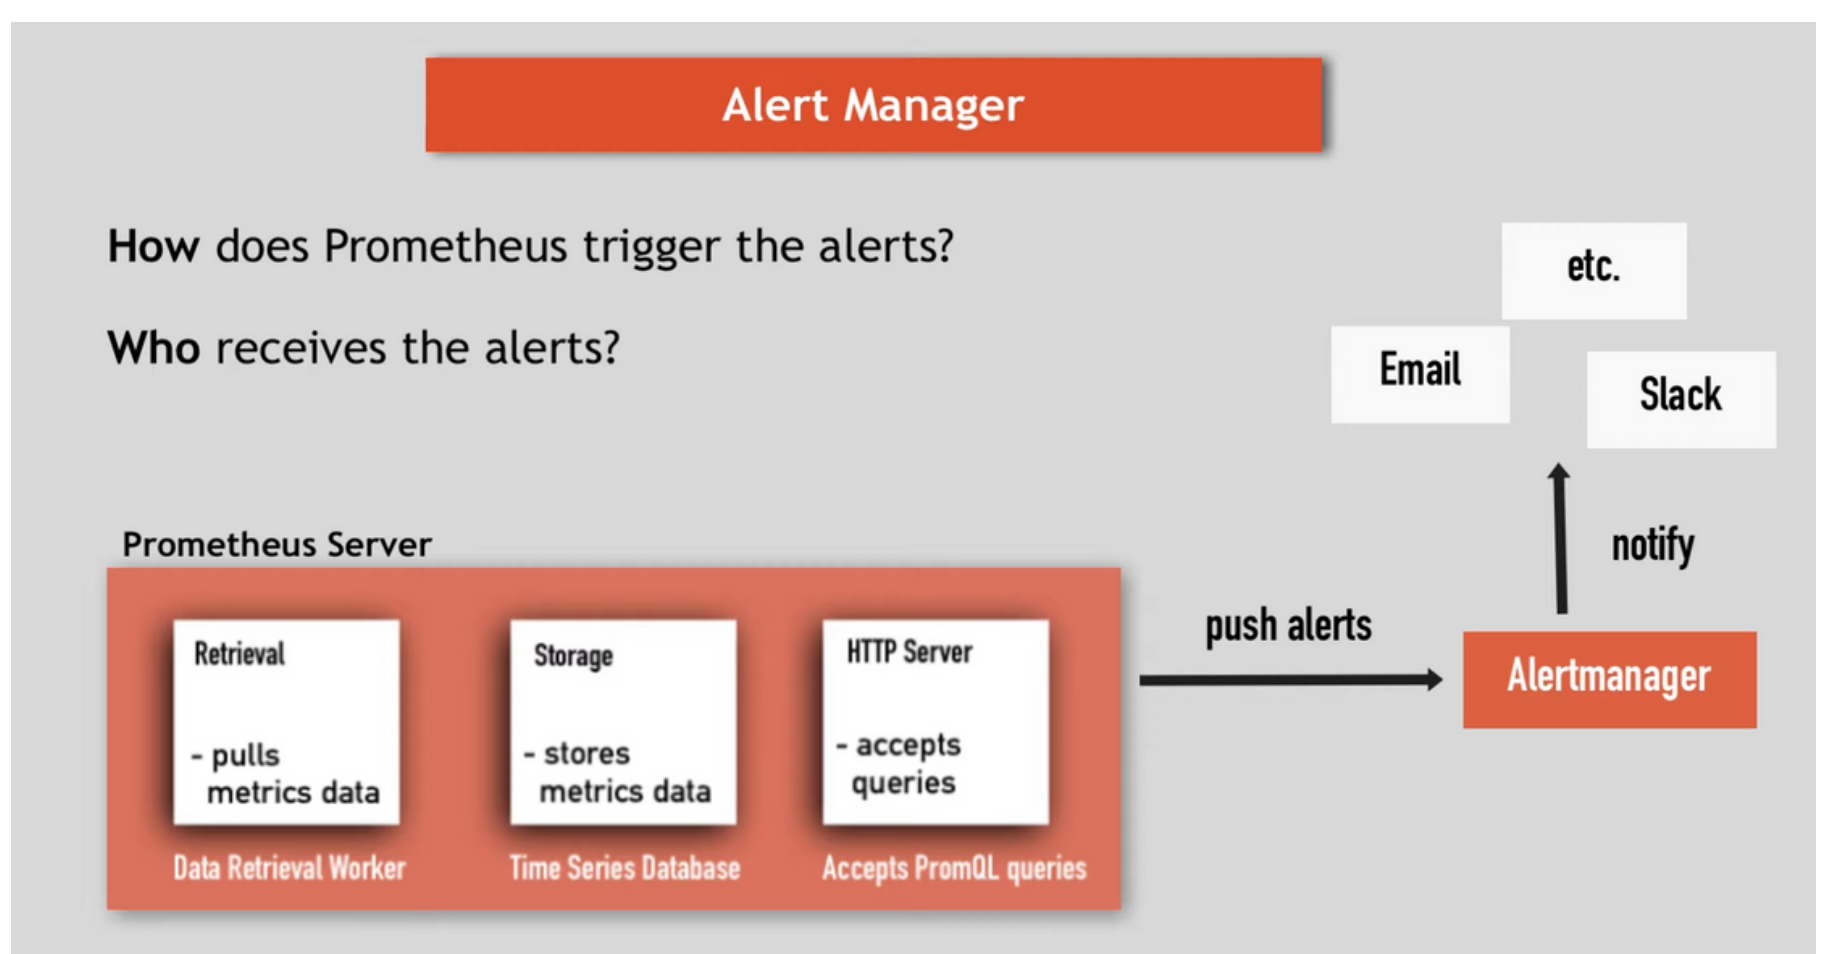 Alert Manager
How does Prometheus trigger the alerts?
Who receives the alerts?
etc.
Email
Slack
notify
Prometheus Server
Retrieval
- pulls
metrics data
Data Retrieval Worker
Storage
- stores
metrics data
Time Series Database
HTTP Server
- accepts
queries
Accepts PromQL queries
push alerts
Alertmanager